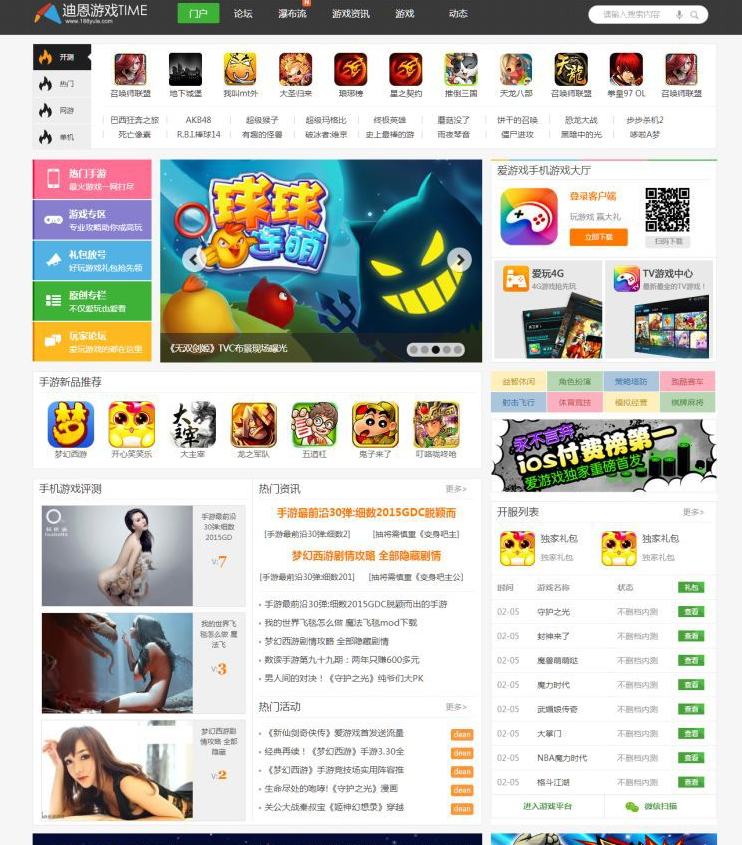 迪恩游戏TIME
www.188yule.com
门户 论坛 瀑布流 游戏资讯 游戏 动态
请输入搜索内容
开测
热门
网游
单机
召唤师联盟 地下城堡 我叫mt外 大圣归来 琅琊榜 星之契约 推倒三国 天龙八部 召唤师联盟 拳皇97 OL 召唤师联盟
巴西狂奔之旅 AKB48 超级猴子 超级玛格比 终极英雄 蘑菇没了 饼干的召唤 恐龙大战 步步杀机2
死亡像素 R.B.I.棒球14 有趣的怪兽 破冰者:维京 史上最棒的游 雨夜琴音 僵尸进攻 黑暗中的光 哆啦A梦
热门手游
最火游戏一网打尽
游戏专区
专业攻略助你成高玩
礼包放号
好玩游戏礼包抢先领
原创专栏
不仅爱玩也爱看
玩家论坛
爱玩游戏的都在这里
球球
《无双剑姬》TVC布景现场曝光
爱游戏手机游戏大厅
登录客户端
玩游戏 赢大礼
立即下载
扫码下载
爱玩4G
4G游戏抢先玩
TV游戏中心
最新最全的TV游戏！
手游新品推荐
梦幻西游 开心笑笑乐 大主宰 龙之军队 五道杠 鬼子来了 叮咯咙咚呛
益智休闲 角色扮演 策略塔防 跑酷赛车
射击飞行 体育竞技 模拟经营 棋牌麻将
永不言弃
ios付费榜第一
爱游戏独家重磅首发
手机游戏评测
手游最前沿30弹:细数2015GD
V:7
我的世界飞毯怎么做 魔法飞
V:3
梦幻西游剧情攻略 全部隐藏
V:2
热门资讯 更多>
手游最前沿30弹:细数2015GDC脱颖而
[手游最前沿30弹:细数2] [抽将需慎重《变身吧主]
梦幻西游剧情攻略 全部隐藏剧情
[手游最前沿30弹:细数201] [抽将需慎重《变身吧主公]
手游最前沿30弹:细数2015GDC脱颖而出的手游
我的世界飞毯怎么做 魔法飞毯mod下载
梦幻西游剧情攻略 全部隐藏剧情
数读手游第九十九期：两年只赚600多元
男人间的对决！《守护之光》纯爷们大PK
热门活动 更多>
《新仙剑奇侠传》爱游戏首发送流量 dean
经典再续！《梦幻西游》手游3.30全 dean
《梦幻西游》手游竞技场实用阵容推 dean
生命尽处的咆哮!《守护之光》漫画 dean
关公大战秦叔宝《姬神幻想录》穿越 dean
开服列表 更多>
独家礼包
独家礼包
独家礼包
独家礼包
时间 游戏名称 状态 礼包
02-05 守护之光 不删档内测 查看
02-05 封神来了 不删档内测 查看
02-05 魔兽萌萌哒 不删档内测 查看
02-05 魔力时代 不删档内测 查看
02-05 武媚娘传奇 不删档内测 查看
02-05 大掌门 不删档内测 查看
02-05 NBA魔力时代 不删档内测 查看
02-05 格斗江湖 不删档内测 查看
进入游戏平台 微信扫描